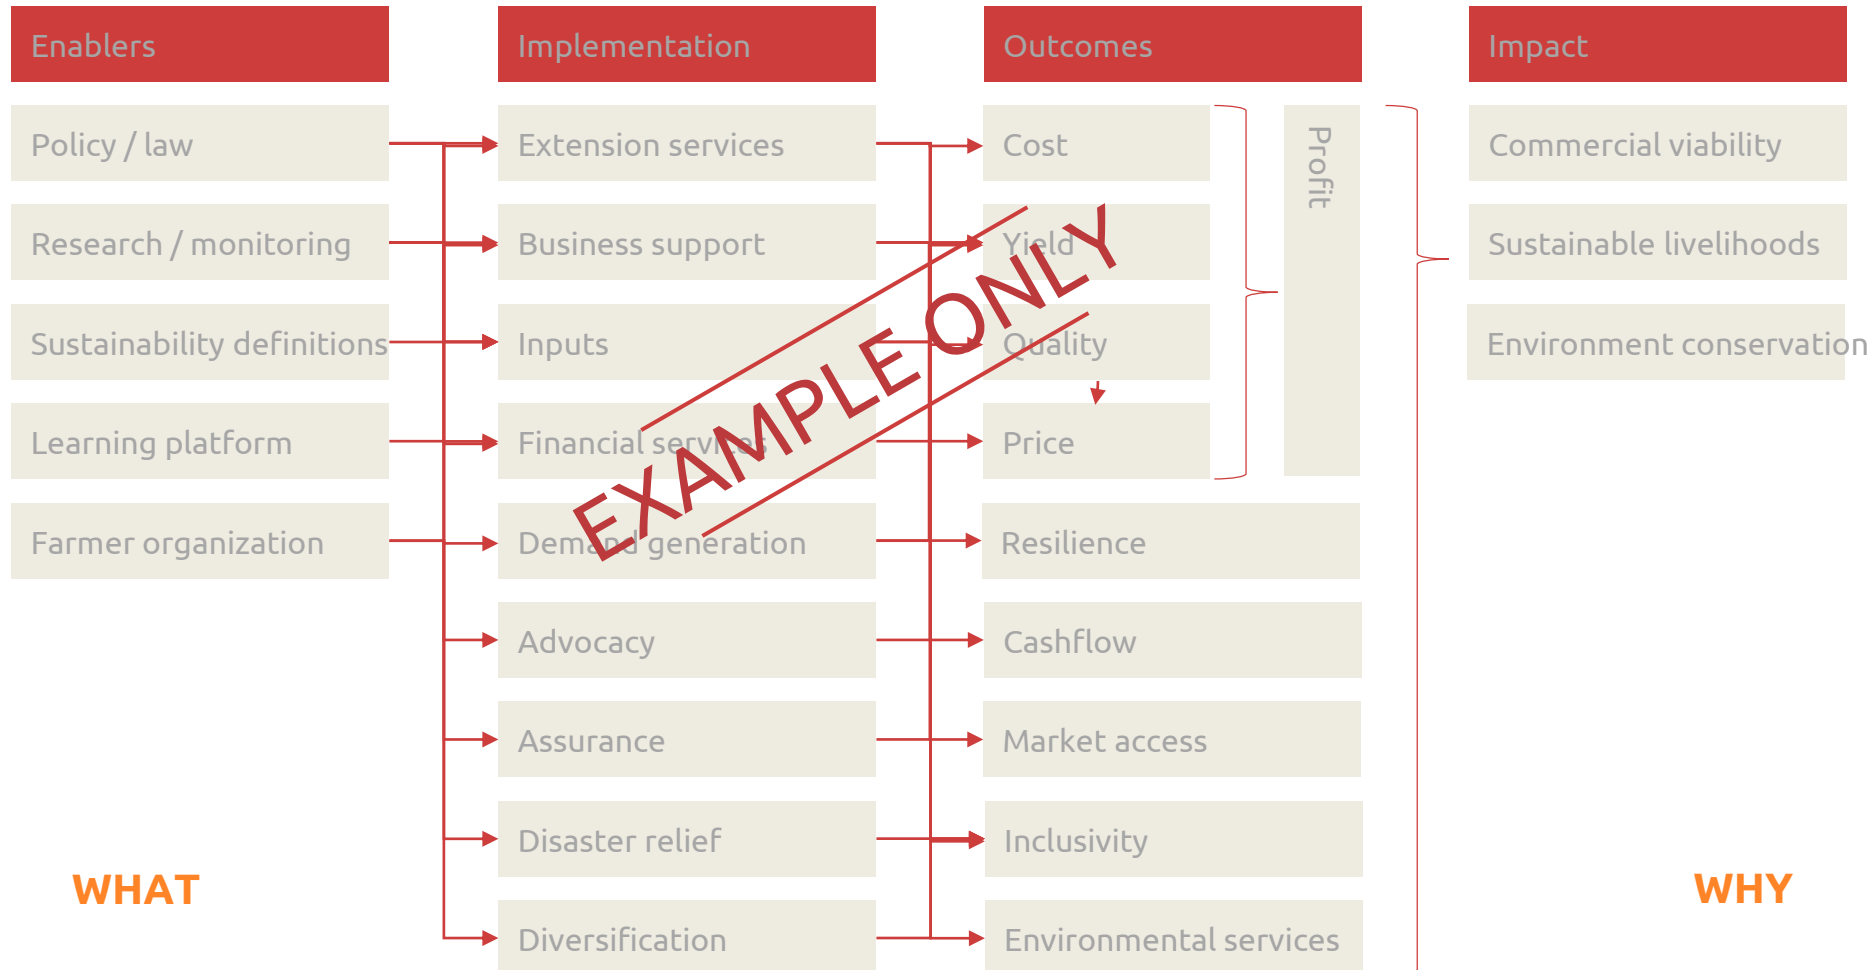 Enablers
Implementation
Outcomes
Impact
Policy / law
Extension services
Cost
Profit
Commercial viability
Research / monitoring
Business support
Yield
Sustainable livelihoods
Sustainability definitions
Inputs
Quality
Environment conservation
Learning platform
Financial services
Price
Farmer organization
Demand generation
Resilience
EXAMPLE ONLY
Advocacy
Cashflow
Assurance
Market access
Disaster relief
Inclusivity
WHAT
WHY
Diversification
Environmental services